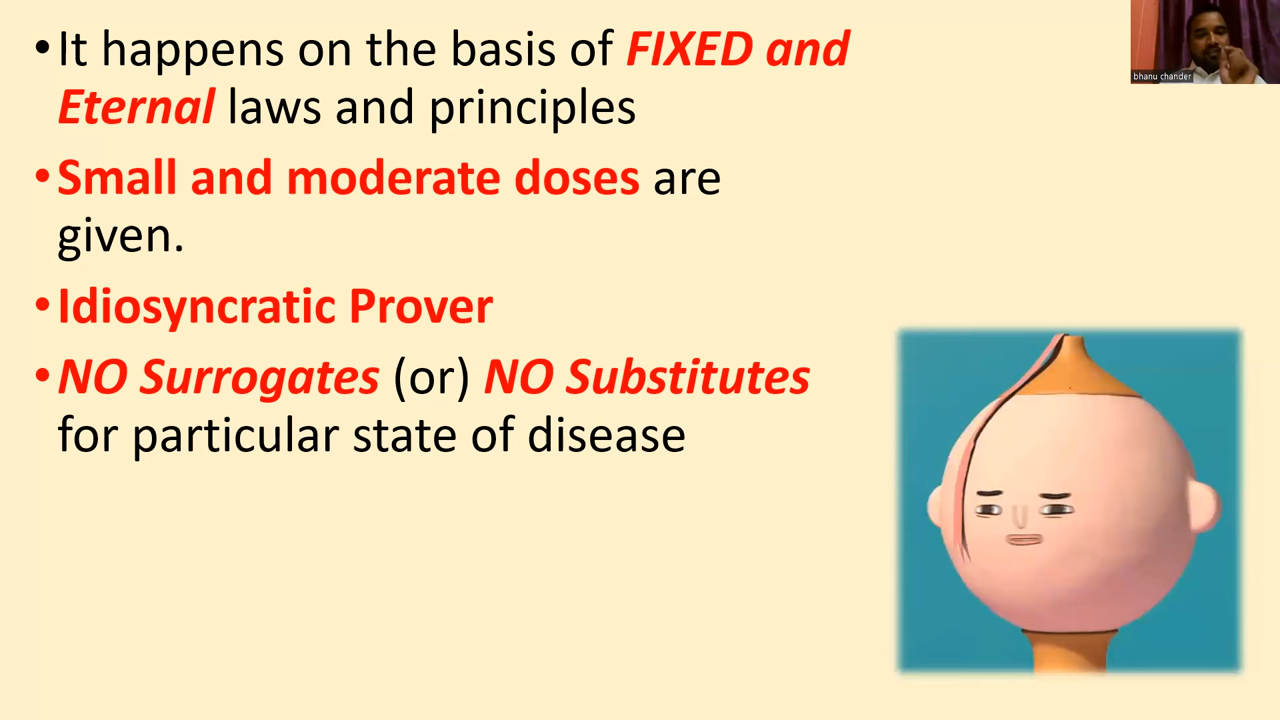 •It happens on the basis of FIXED and
Eternal laws and principles
•Small and moderate doses are
given.
•Idiosyncratic Prover
•NO Surrogates (or) NO Substitutes
for particular state of disease
bhanu chander